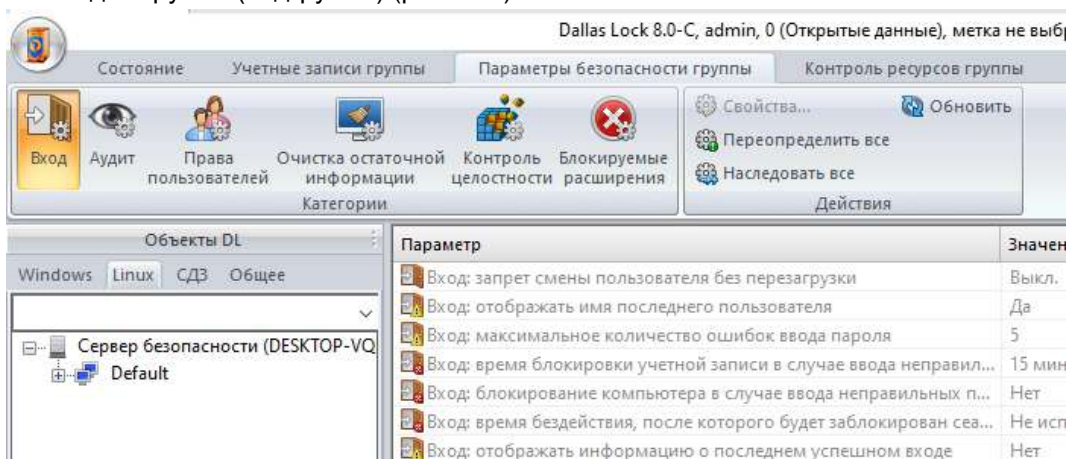 Dallas Lock 8.0-C, admin, 0 (Открытые данные), метка не выб
Состояние Учетные записи группы Параметры безопасности группы Контроль ресурсов группы
Вход Аудит Права пользователей Очистка остаточной информации Контроль целостности Блокируемые расширения
Категории
Свойства... Обновить
Переопределить все
Наследовать все
Действия
Объекты DL
Windows Linux СДЗ Общее
Сервер безопасности (DESKTOP-VQ
Default
Параметр Значен
Вход: запрет смены пользователя без перезагрузки Выкл.
Вход: отображать имя последнего пользователя Да
Вход: максимальное количество ошибок ввода пароля 5
Вход: время блокировки учетной записи в случае ввода неправил... 15 мин
Вход: блокирование компьютера в случае ввода неправильных п... Нет
Вход: время бездействия, после которого будет заблокирован сеа... Не исп
Вход: отображать информацию о последнем успешном входе Нет